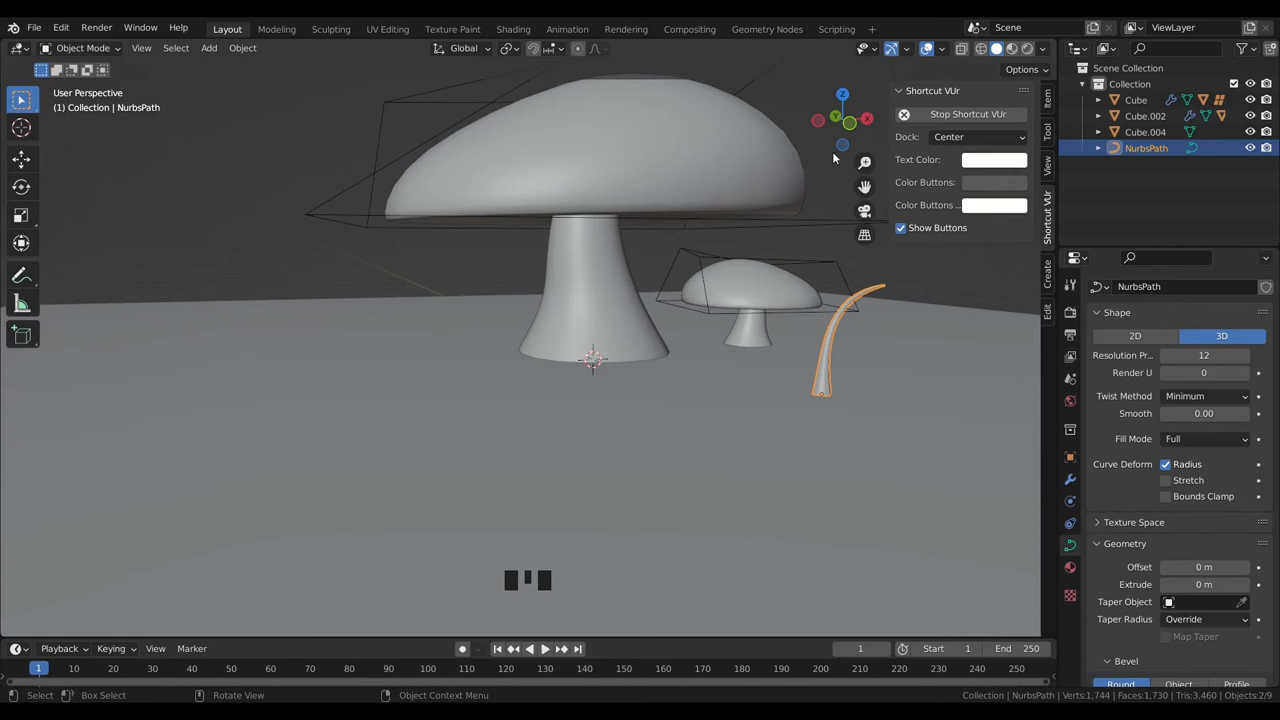 File Edit Render Window Help Layout Modeling Sculpting UV Editing Texture Paint Shading Animation Rendering Compositing Geometry Nodes Scripting + Scene ViewLayer
Object Mode View Select Add Object Global
Options
User Perspective
(1) Collection | NurbsPath
Shortcut VUr
Stop Shortcut VUr
Dock: Center
Text Color:
Color Buttons:
Color Buttons ..
Show Buttons
Z
Y
X
Item
Tool
View
Shortcut VUr
Create
Edit
Scene Collection
Collection
Cube
Cube.002
Cube.004
NurbsPath
NurbsPath
Shape
2D 3D
Resolution Pr... 12
Render U 0
Twist Method Minimum
Smooth 0.00
Fill Mode Full
Curve Deform Radius
Stretch
Bounds Clamp
Texture Space
Geometry
Offset 0 m
Extrude 0 m
Taper Object
Taper Radius Override
Map Taper
Bevel
Round Object Profile
Playback Keying View Marker 1 Start 1 End 250
1 10 20 30 40 50 60 70 80 90 100 110 120 130 140 150 160 170 180 190 200 210 220 230 240 250
Select Box Select Rotate View Object Context Menu Collection | NurbsPath | Verts:1,744 | Faces:1,730 | Tris:3,460 | Objects:2/9